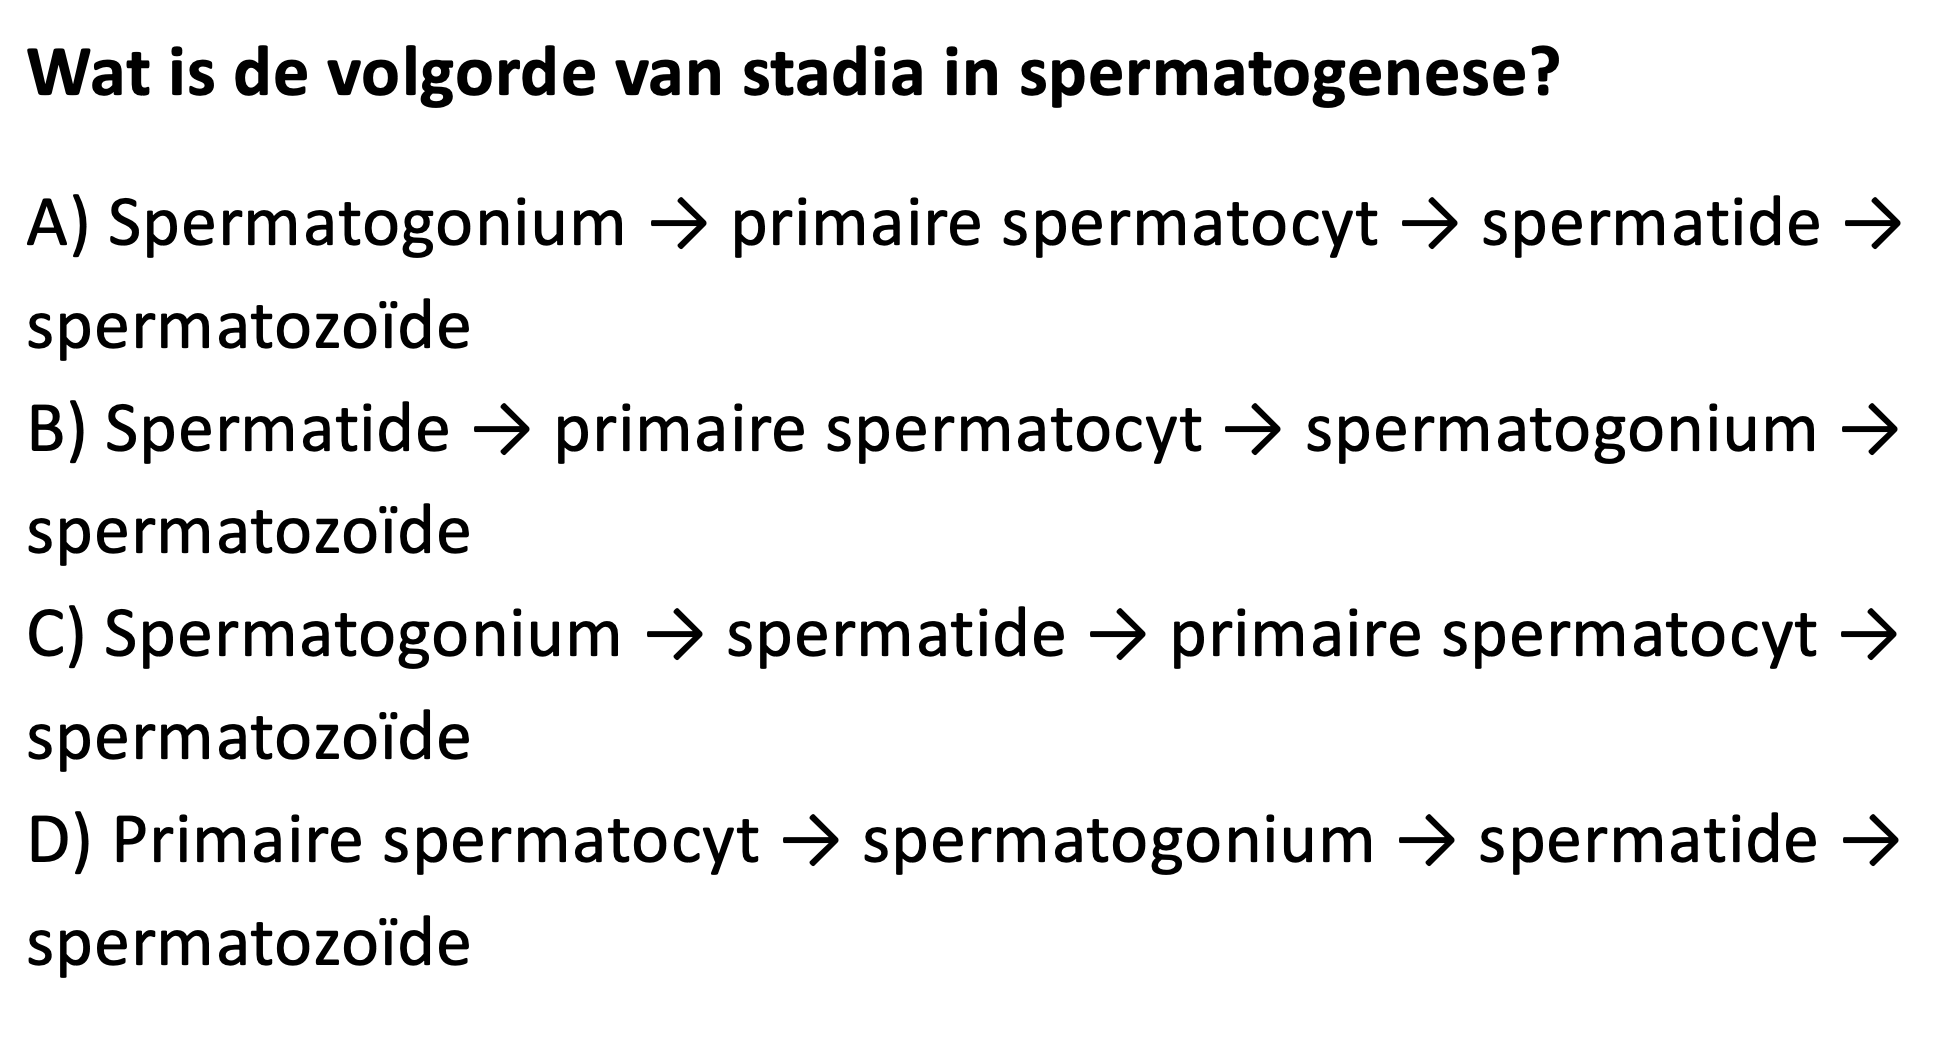 Wat is de volgorde van stadia in spermatogenese?
A) Spermatogonium → primaire spermatocyt → spermatide →
spermatozoïde
B) Spermatide → primaire spermatocyt → spermatogonium →
spermatozoïde
C) Spermatogonium → spermatide → primaire spermatocyt →
spermatozoïde
D) Primaire spermatocyt → spermatogonium → spermatide →
spermatozoïde